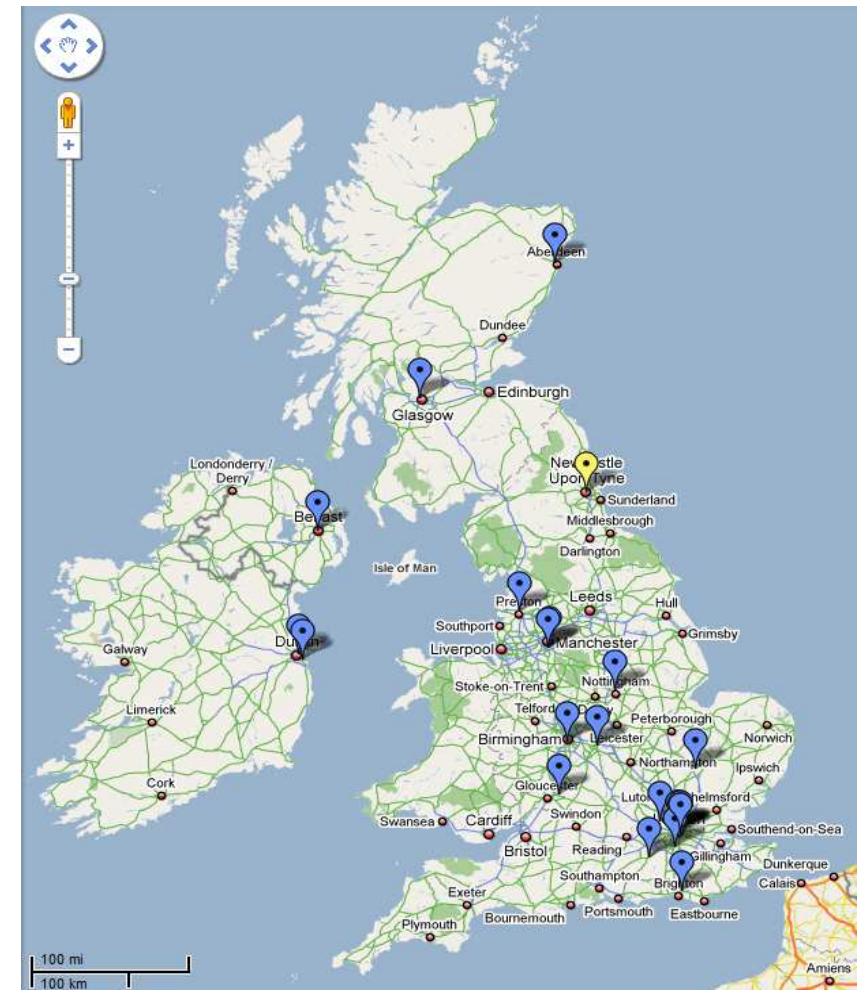 Aberdeen
Dundee
Edinburgh
Glasgow
Londonderry /
Derry
Upon Tyne
Sunderland
Middlesbrough
Darlington
Belfast
Isle of Man
Preston
Leeds
Hull
Southport
Grimsby
Manchester
Liverpool
Dublin
Galway
Nottingham
Stoke-on-Trent
Telford
Derby
Peterborough
Norwich
Limerick
Birmingham
Leicester
Northampton
Ipswich
Cork
Gloucester
Luton
Chelmsford
Swansea
Cardiff
Swindon
Southend-on-Sea
Bristol
Reading
Gillingham
Dunkerque
Southampton
Brighton
Calais
Exeter
Portsmouth
Eastbourne
Bournemouth
Plymouth
100 mi
100 km
Amiens